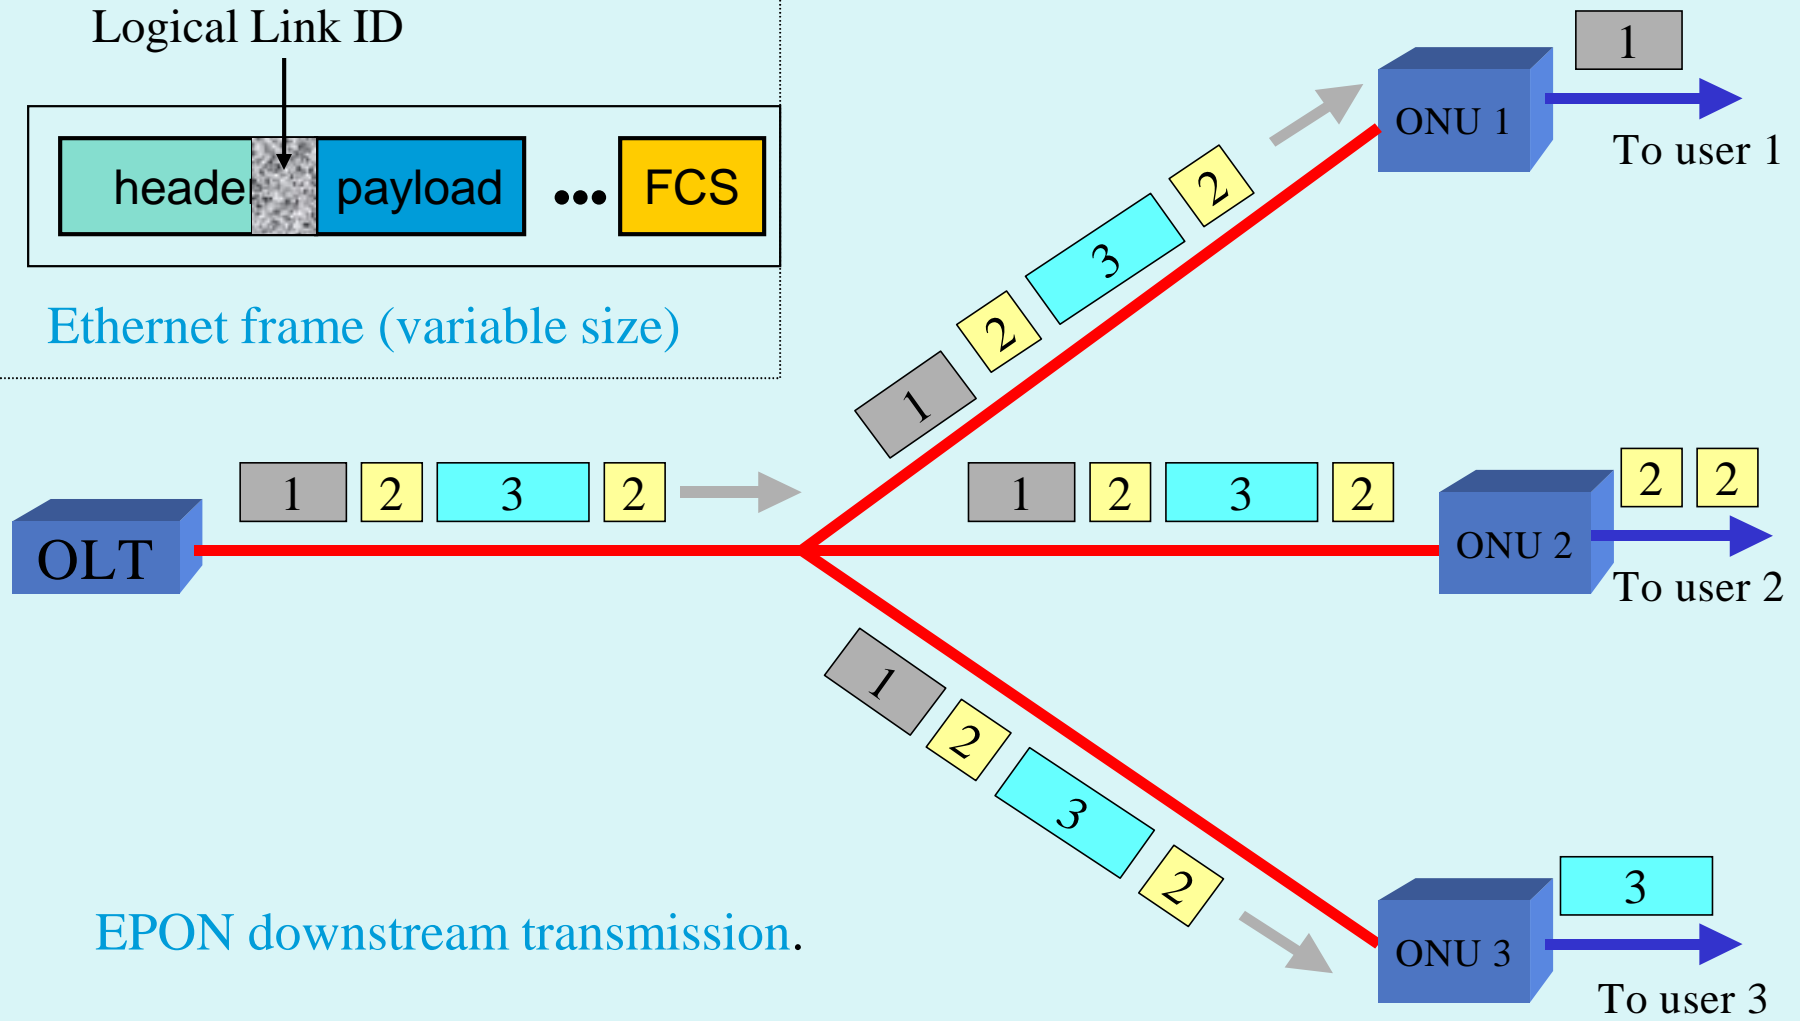 Logical Link ID
header payload ••• FCS
Ethernet frame (variable size)
1
ONU 1
To user 1
2
3
2
1
1 2 3 2
1 2 3 2
2 2
OLT
ONU 2
To user 2
1
2
3
2
3
ONU 3
To user 3
EPON downstream transmission.